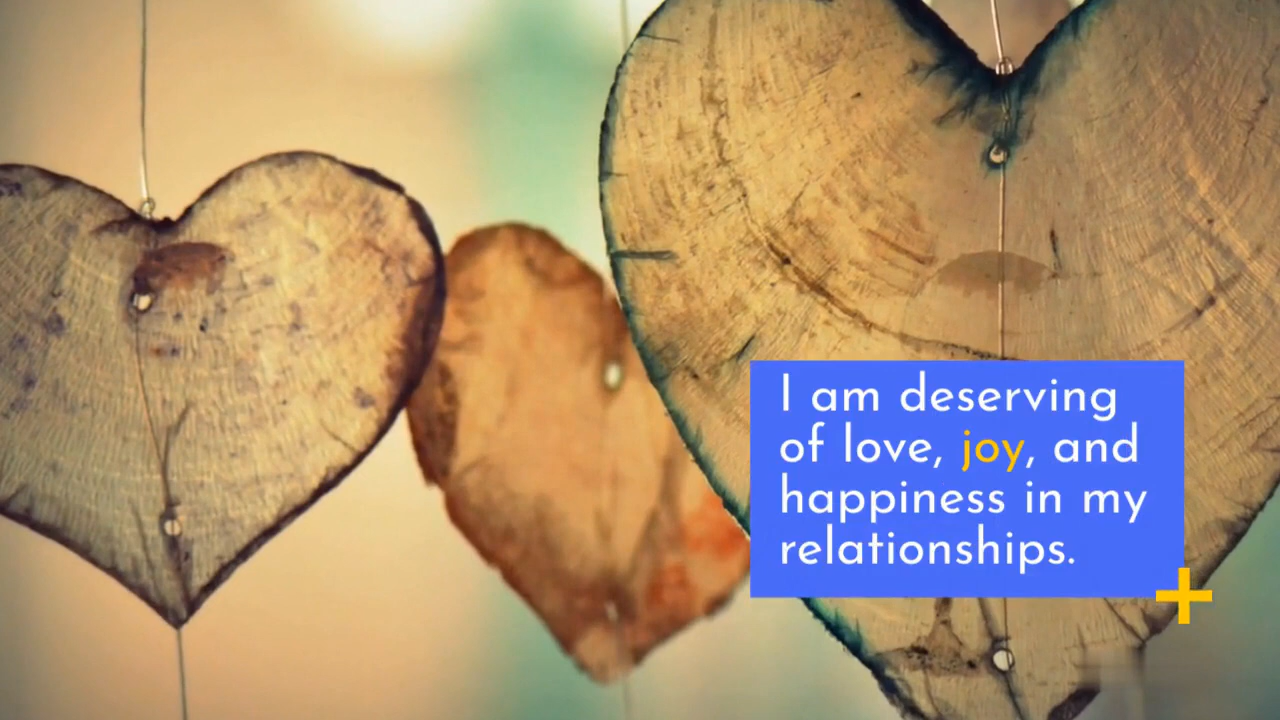 I am deserving
of love, joy, and
happiness in my
relationships.